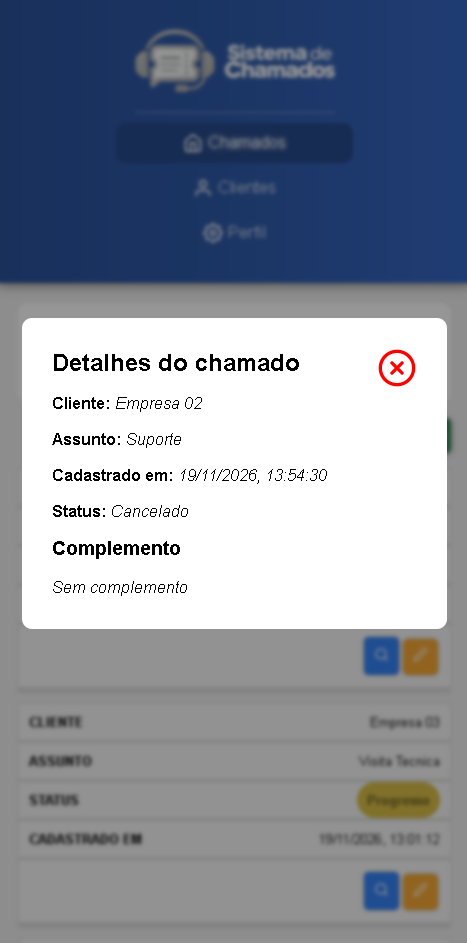 Sistema de
Chamados
Chamados
Clientes
Perfil
Detalhes do chamado
Cliente: Empresa 02
Assunto: Suporte
Cadastrado em: 19/11/2026, 13:54:30
Status: Cancelado
Complemento
Sem complemento
CLIENTE Empresa 03
ASSUNTO Visita Tecnica
STATUS Progresso
CADASTRADO EM 19/11/2026, 13:01:12